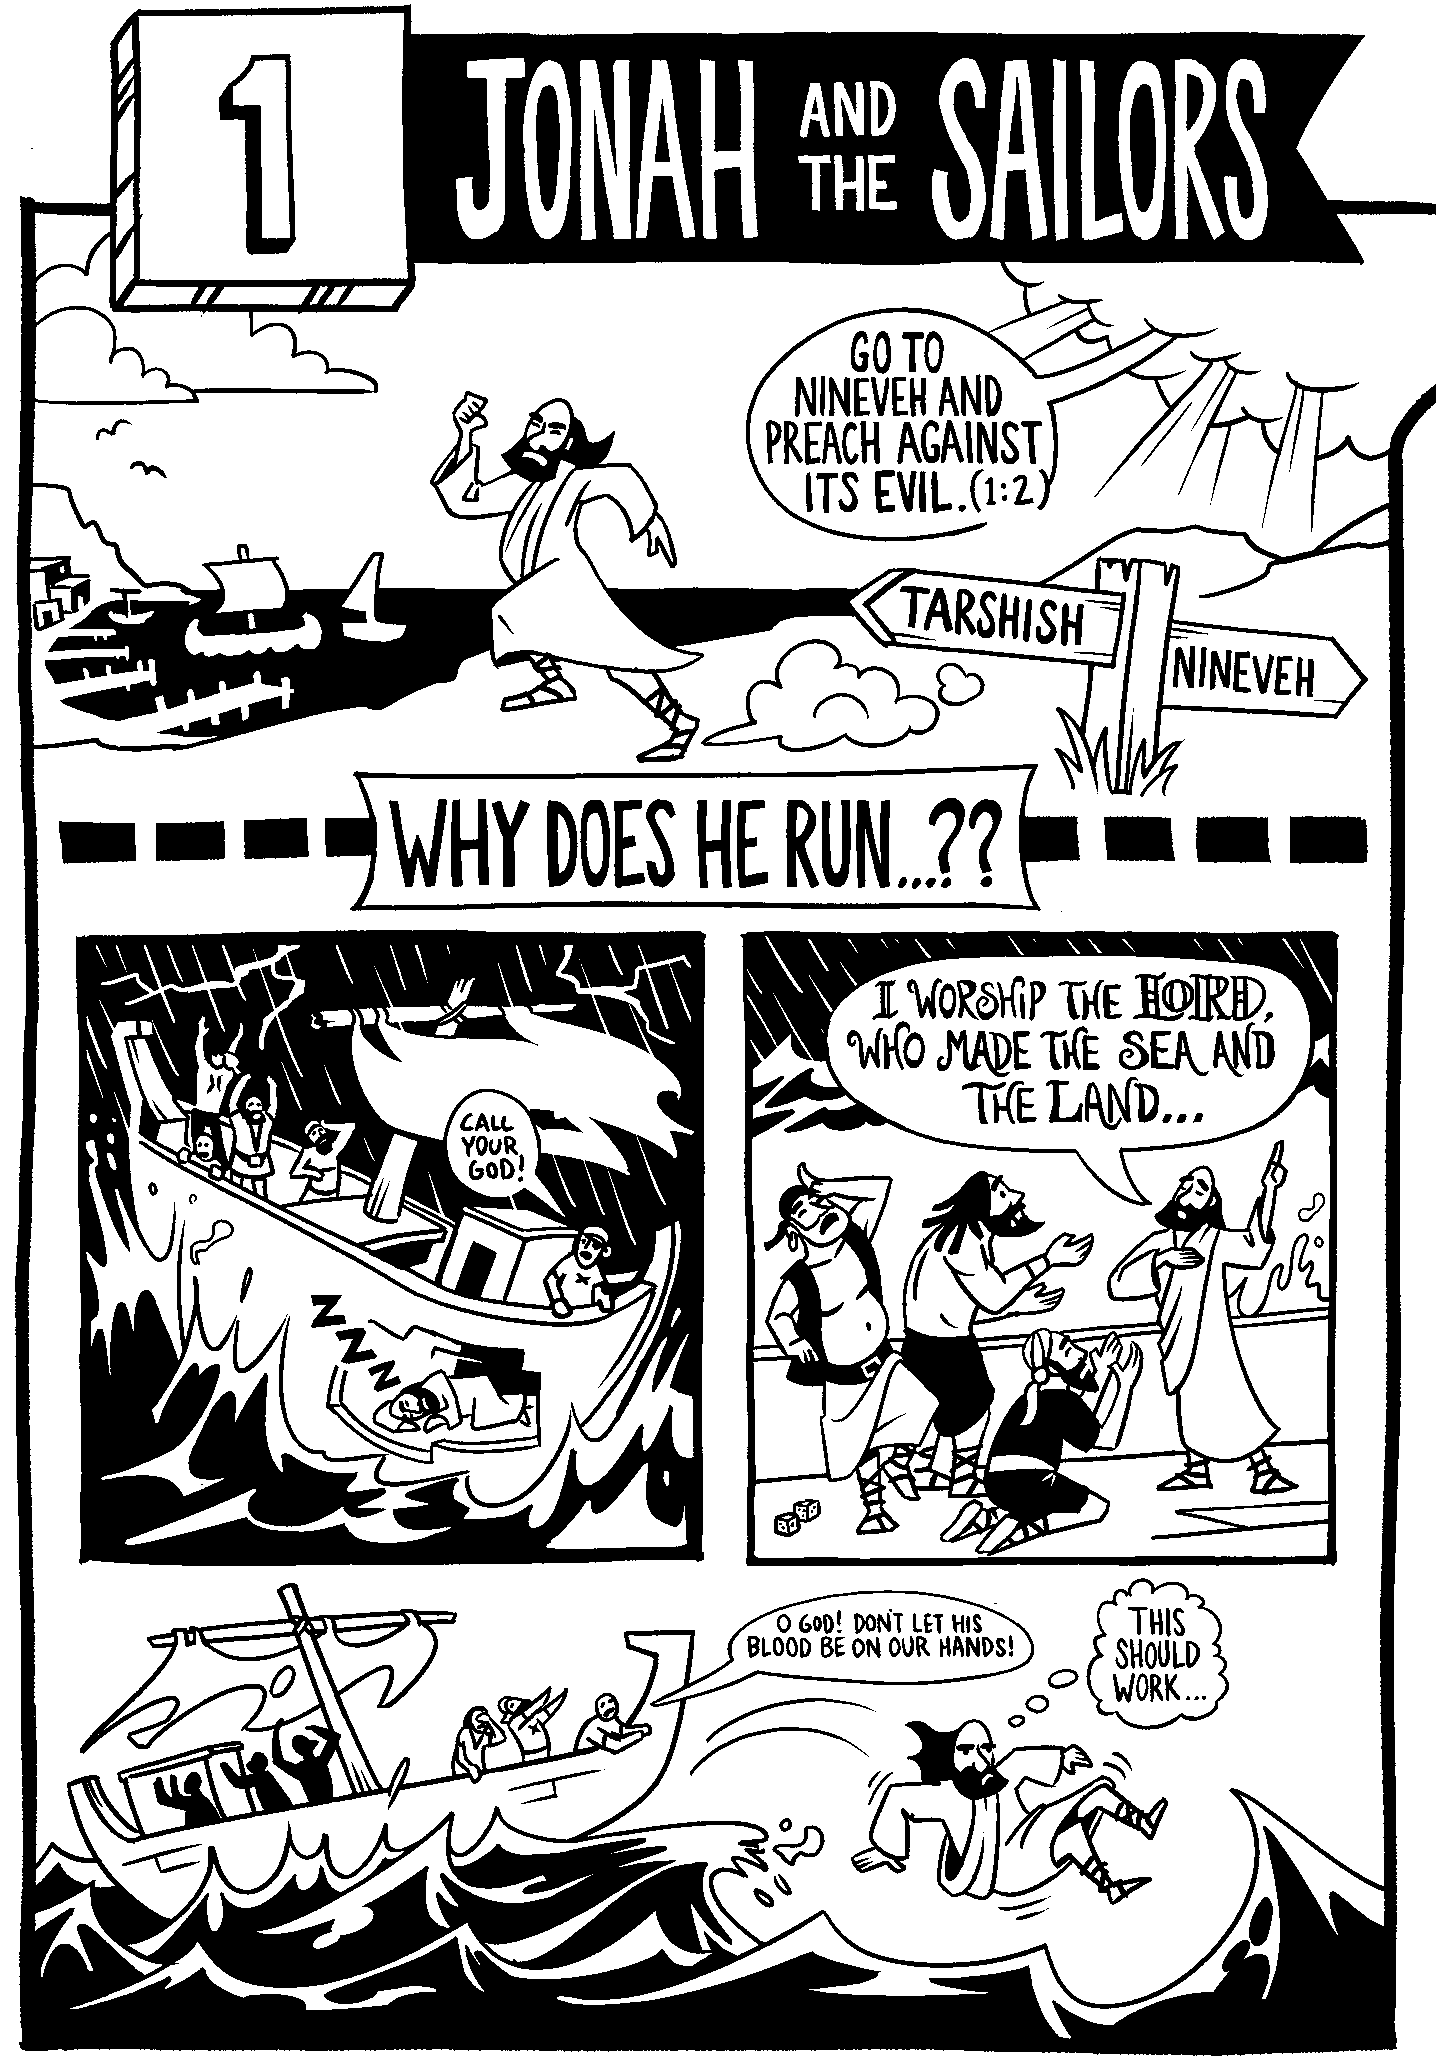 1
JONAH AND THE SAILORS
GO TO
NINEVEH AND
PREACH AGAINST
ITS EVIL. (1:2)
TARSHISH
NINEVEH
WHY DOES HE RUN...??
CALL
YOUR
GOD!
Z Z Z Z
I WORSHIP THE LORD,
WHO MADE THE SEA AND
THE LAND...
O GOD! DON'T LET HIS
BLOOD BE ON OUR HANDS!
THIS
SHOULD
WORK...